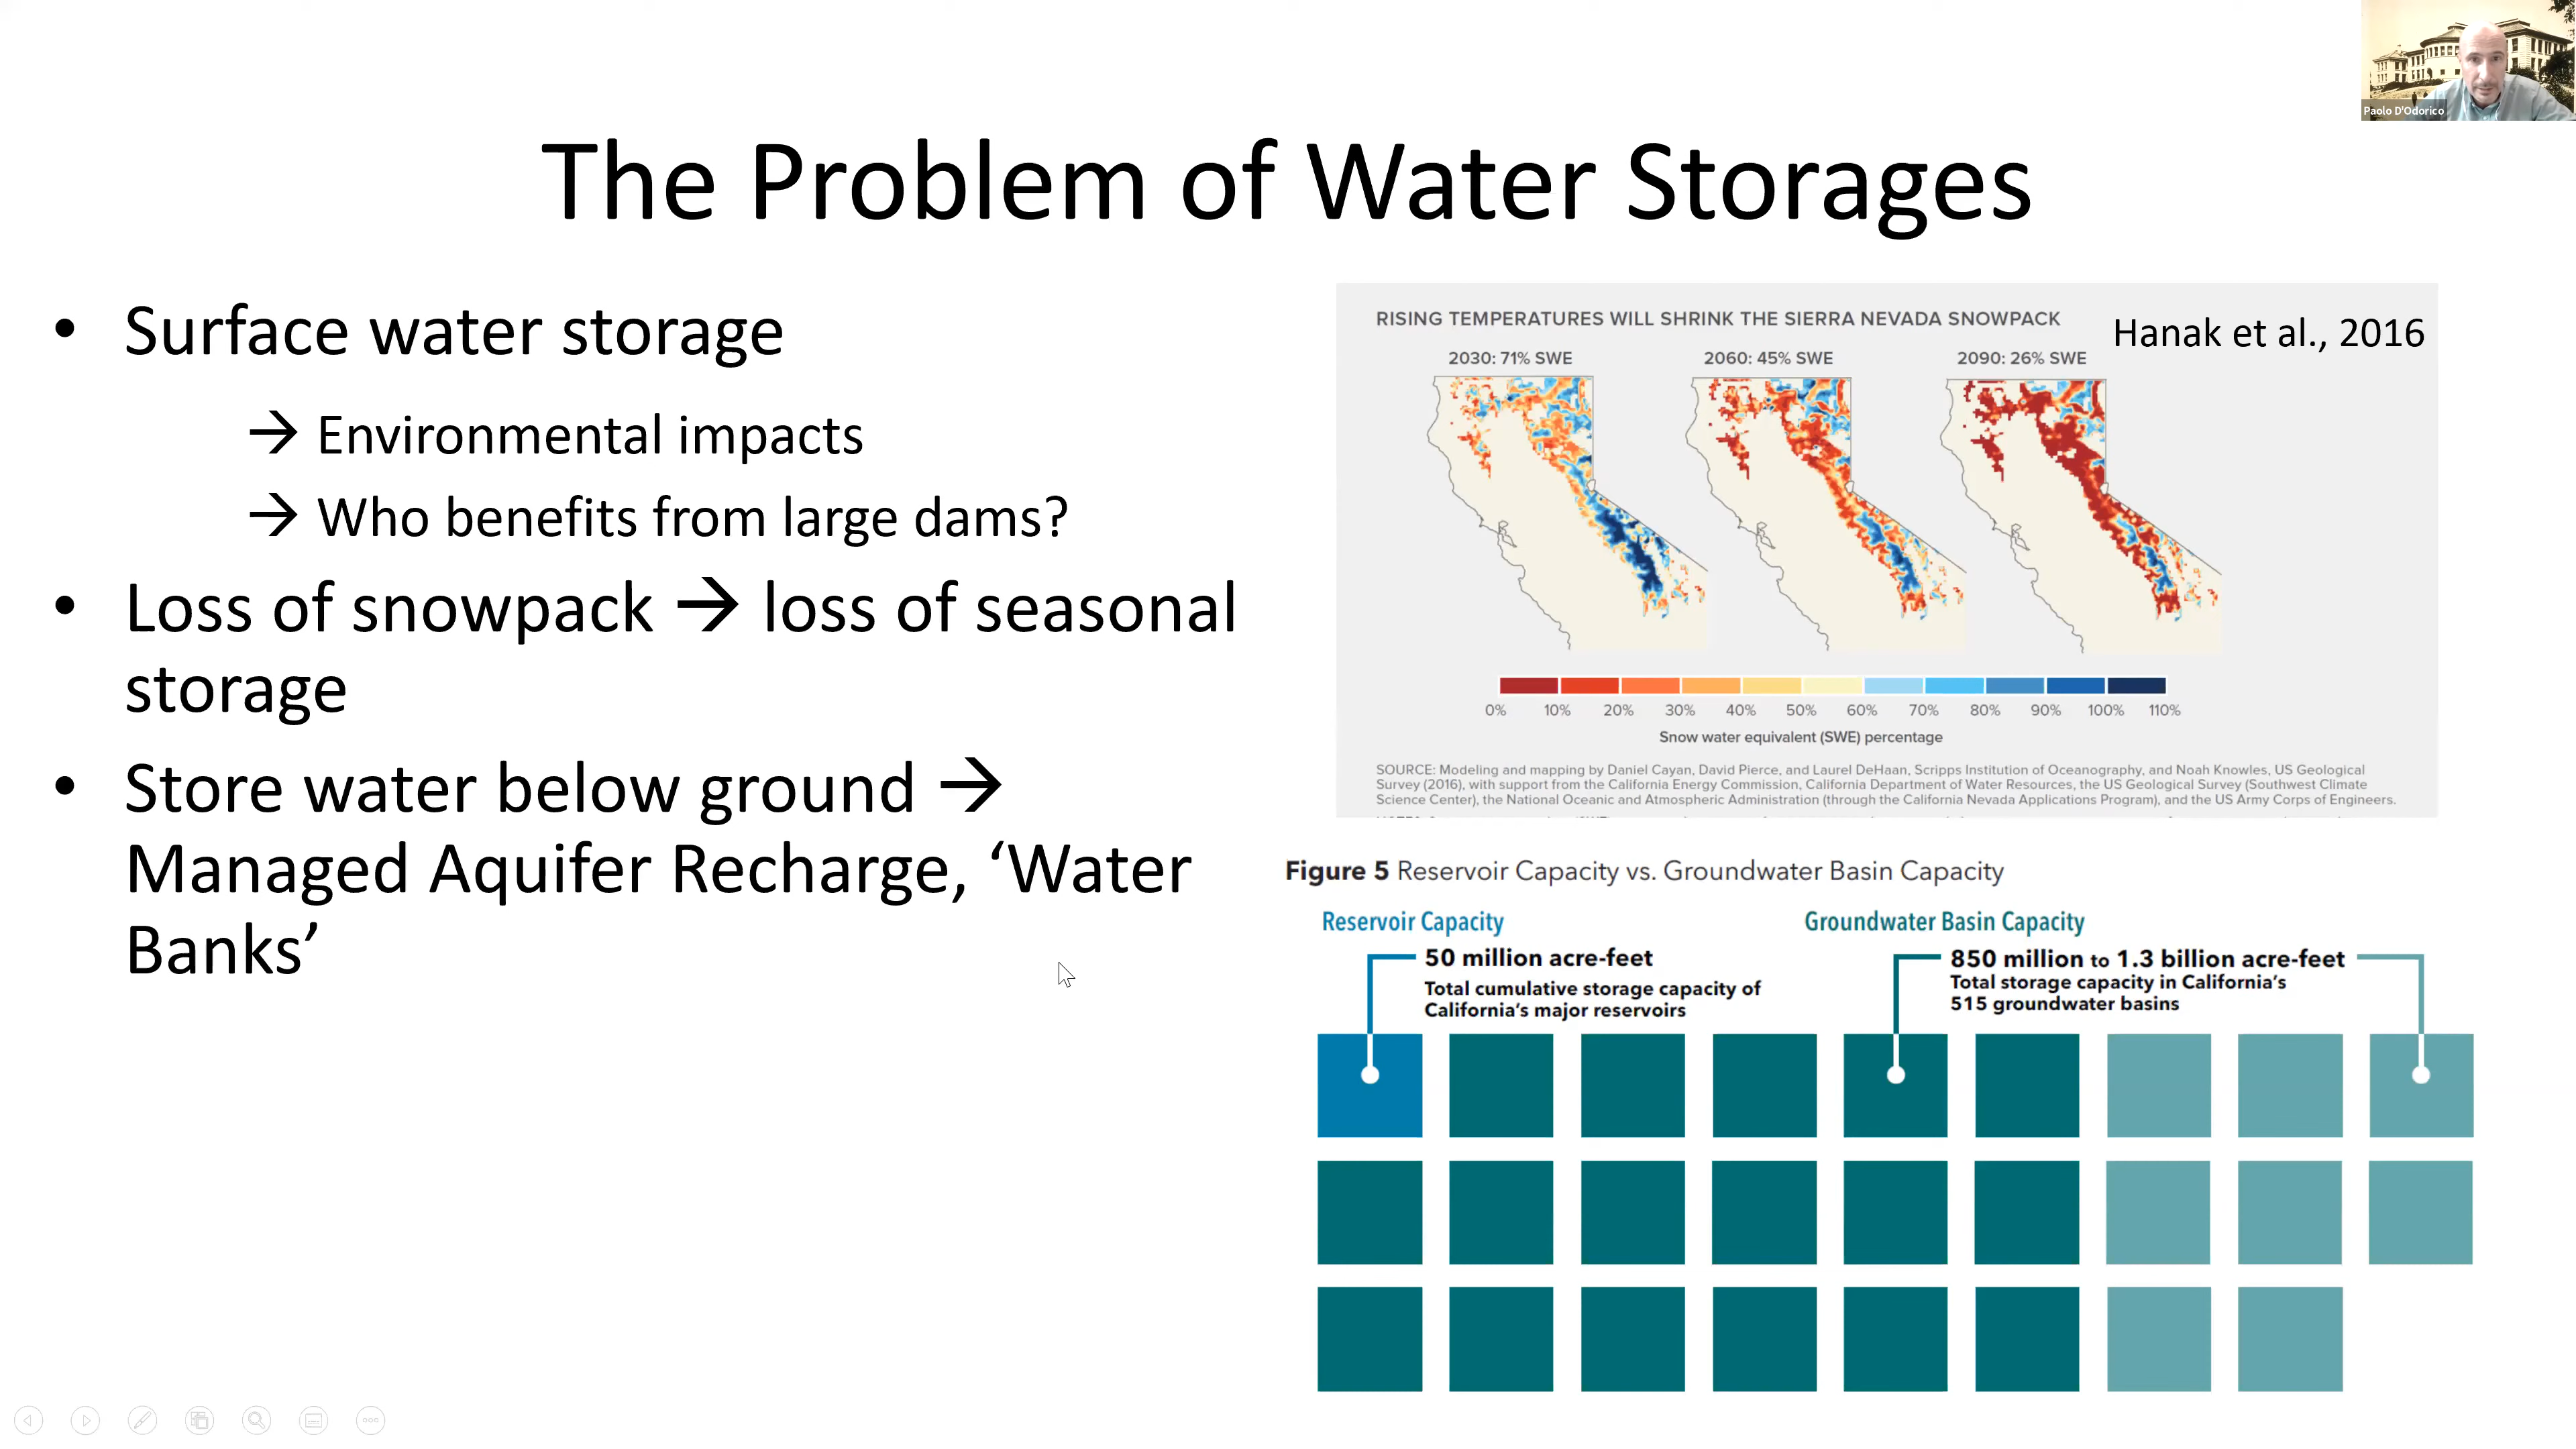 Paolo D'Odorico
The Problem of Water Storages
• Surface water storage
→ Environmental impacts
→ Who benefits from large dams?
• Loss of snowpack → loss of seasonal
storage
• Store water below ground →
Managed Aquifer Recharge, ‘Water
Banks’
RISING TEMPERATURES WILL SHRINK THE SIERRA NEVADA SNOWPACK
Hanak et al., 2016
2030: 71% SWE
2060: 45% SWE
2090: 26% SWE
0% 10% 20% 30% 40% 50% 60% 70% 80% 90% 100% 110%
Snow water equivalent (SWE) percentage
SOURCE: Modeling and mapping by Daniel Cayan, David Pierce, and Laurel DeHaan, Scripps Institution of Oceanography, and Noah Knowles, US Geological
Survey (2016), with support from the California Energy Commission, California Department of Water Resources, the US Geological Survey (Southwest Climate
Science Center), the National Oceanic and Atmospheric Administration (through the California Nevada Applications Program), and the US Army Corps of Engineers.
Figure 5 Reservoir Capacity vs. Groundwater Basin Capacity
Reservoir Capacity
50 million acre-feet
Total cumulative storage capacity of
California’s major reservoirs
Groundwater Basin Capacity
850 million to 1.3 billion acre-feet
Total storage capacity in California’s
515 groundwater basins